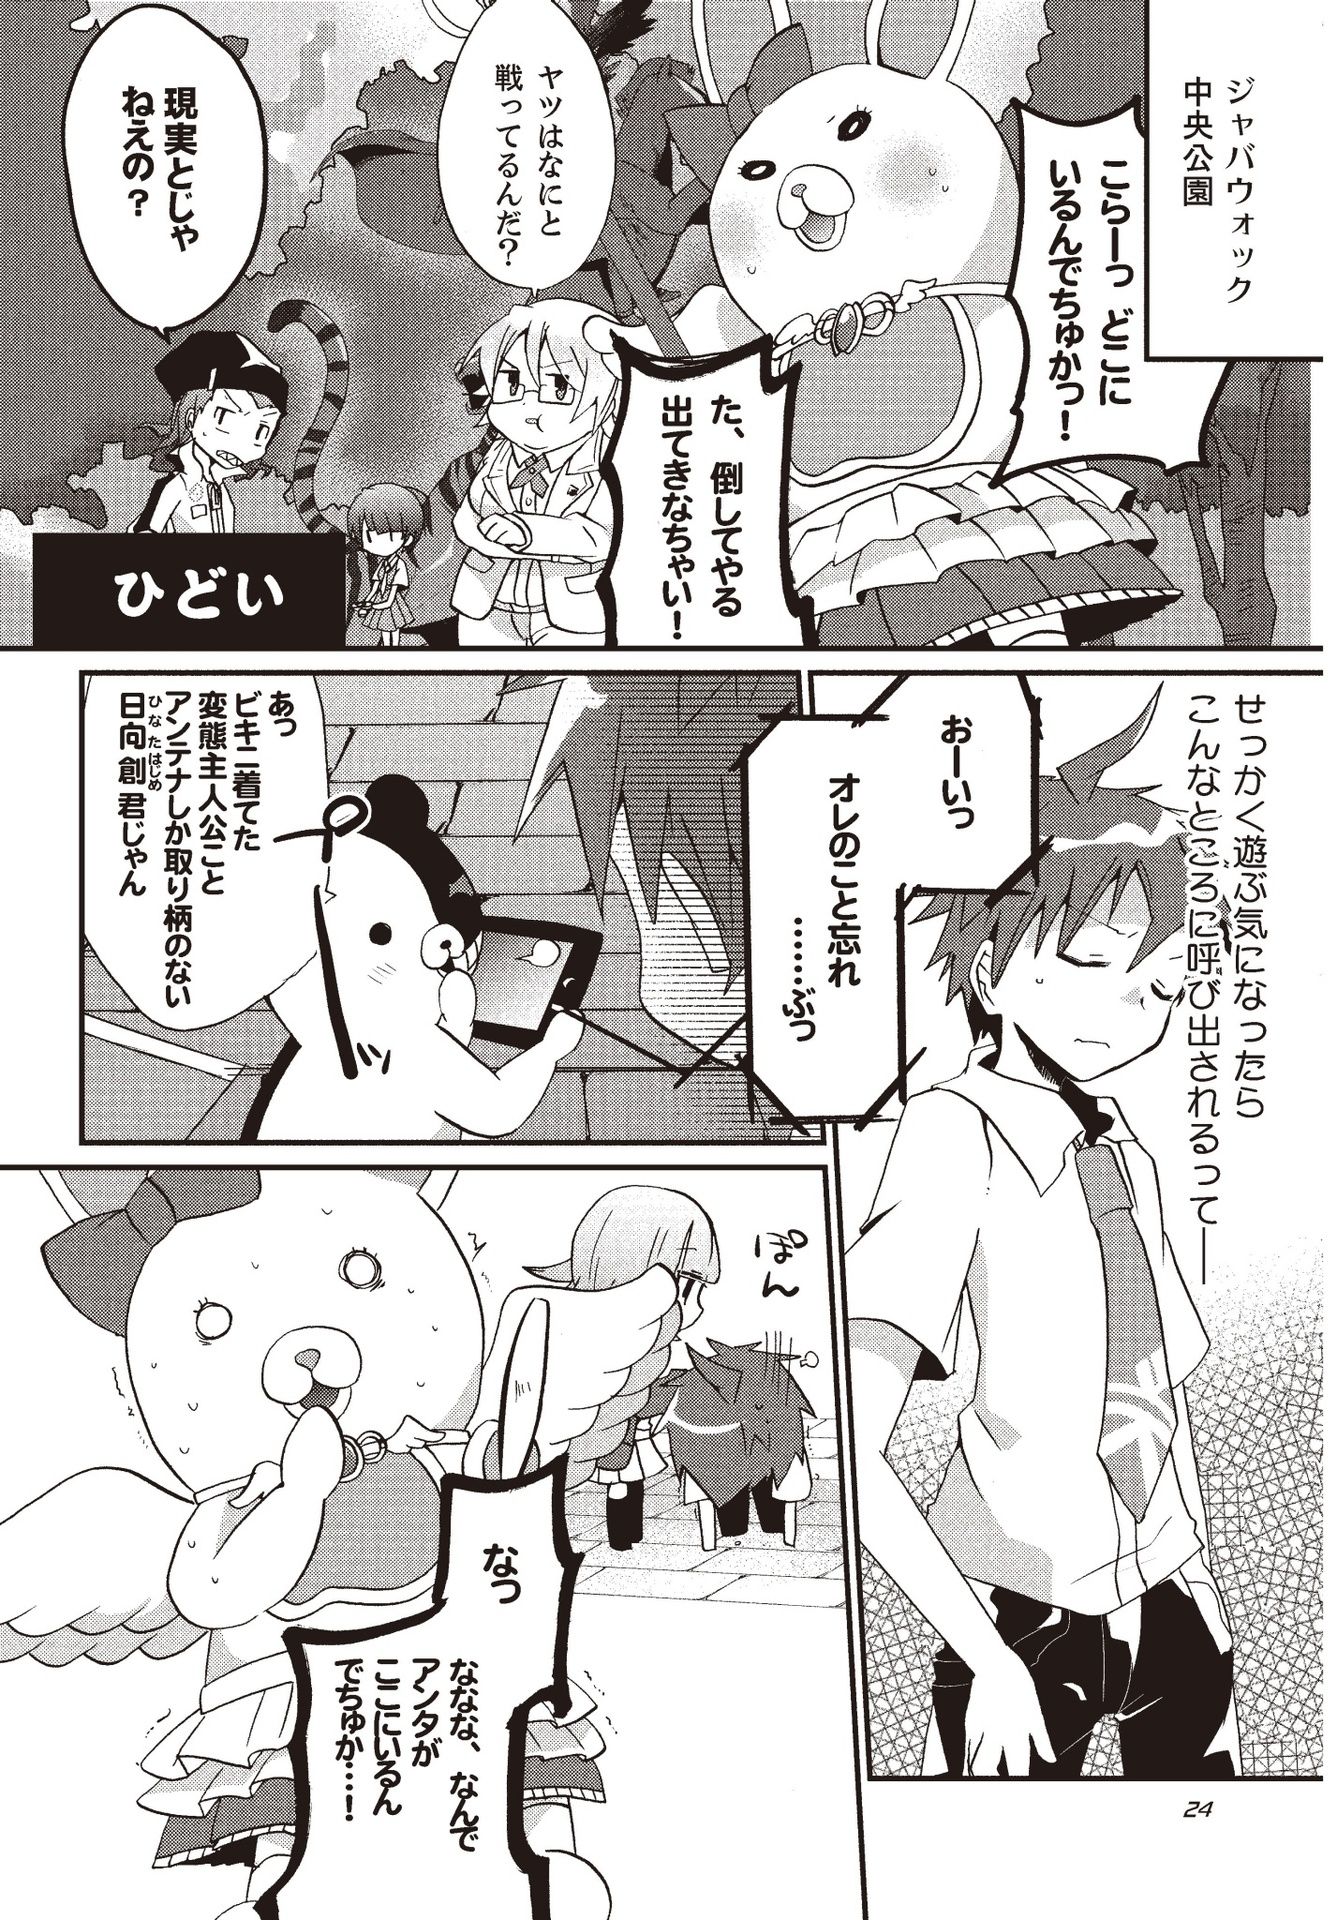 ジャバウォック
中央公園
こらーっ どこに
いるんでちゅかっ！
た、倒してやる
出てきなちゃい！
ヤツはなにと
戦ってるんだ？
現実とじゃ
ねえの？
ひどい
せっかく遊ぶ気になったら
こんなところに呼び出されるって──
おーいっ
オレのこと忘れ
……ぶっ
あっ
ビキニ着てた
変態主人公こと
アンテナしか取り柄のない
日向創君じゃん
ひなたはじめ
ツ
ぽん
なっ
ななな、なんで
アンタが
ここにいるん
でちゅか…！
24